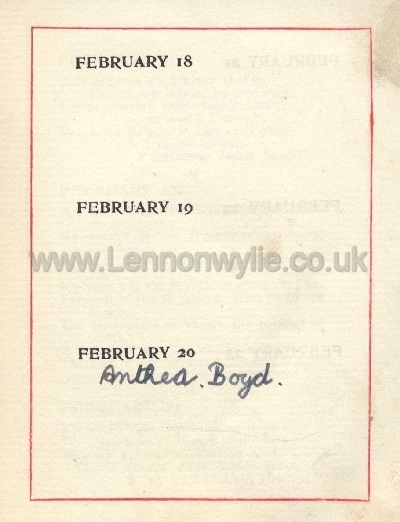 FEBRUARY 18
FEBRUARY 19
www.Lennonwylie.co.uk
FEBRUARY 20
Anthea. Boyd.